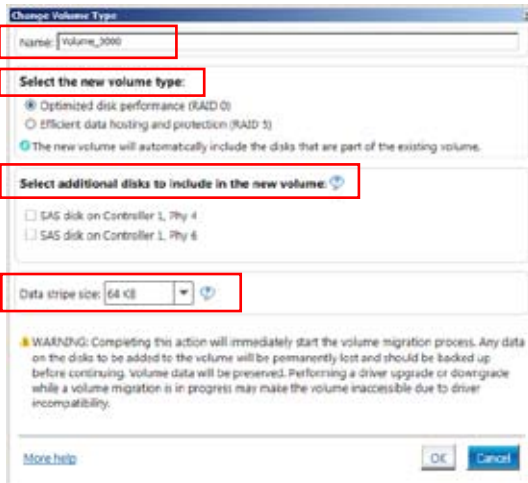 Change Volume Type
Name: Volume_0000
Select the new volume type:
Optimized disk performance (RAID 0)
Efficient data hosting and protection (RAID 5)
The new volume will automatically include the disks that are part of the existing volume.
Select additional disks to include in the new volume: ?
SAS disk on Controller 1, Phy 4
SAS disk on Controller 1, Phy 6
Data stripe size: 64 KB ?
WARNING: Completing this action will immediately start the volume migration process. Any data
on the disks to be added to the volume will be permanently lost and should be backed up
before continuing. Volume data will be preserved. Performing a driver upgrade or downgrade
while a volume migration is in progress may make the volume inaccessible due to driver
incompatibility.
More help
OK
Cancel